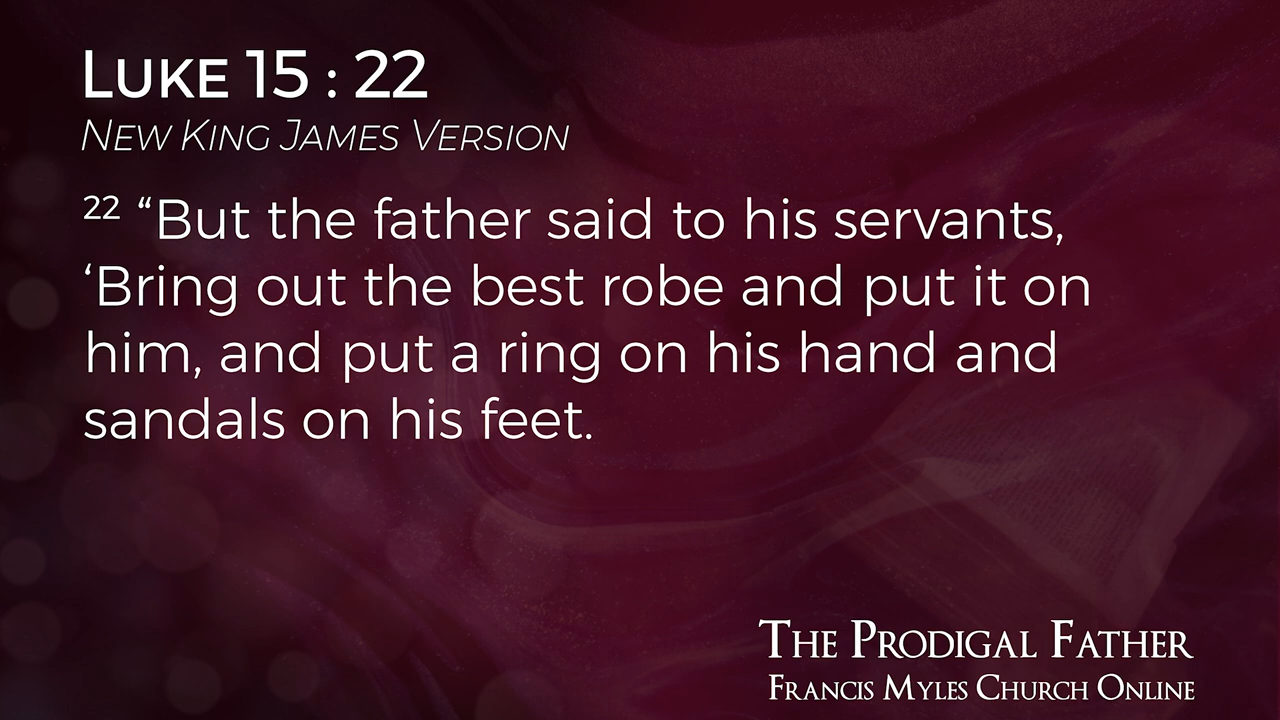 LUKE 15 : 22
NEW KING JAMES VERSION
22 “But the father said to his servants,
‘Bring out the best robe and put it on
him, and put a ring on his hand and
sandals on his feet.
THE PRODIGAL FATHER
FRANCIS MYLES CHURCH ONLINE